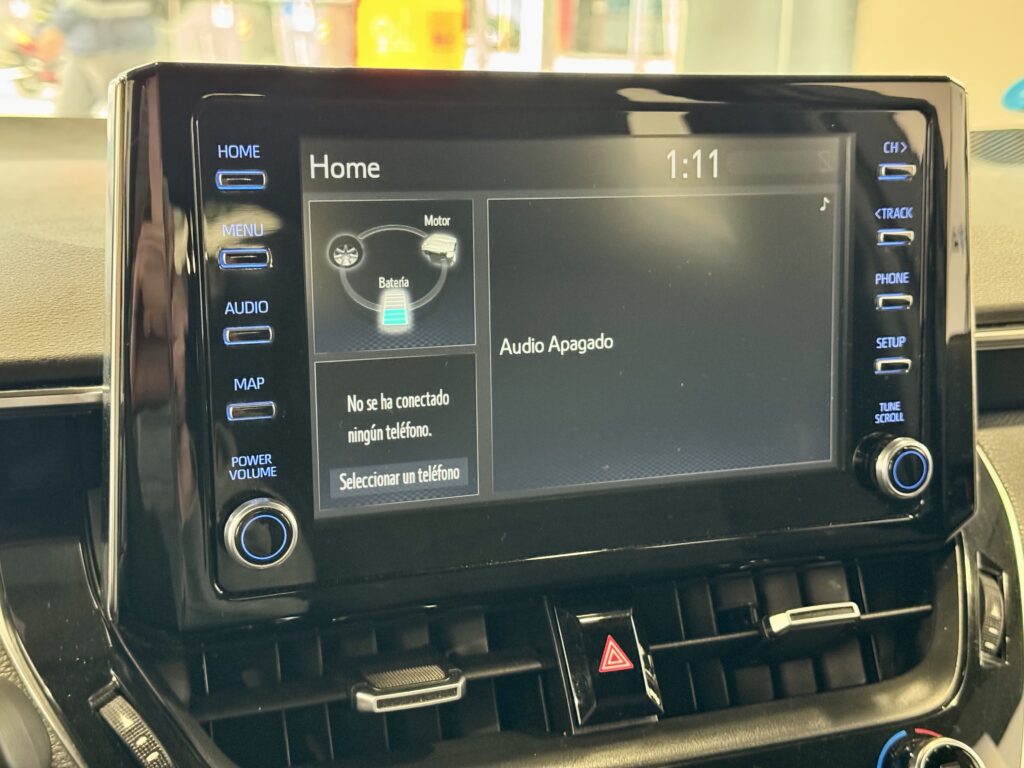 HOME
MENU
AUDIO
MAP
POWER
VOLUME
Home
1:11
Motor
Batería
No se ha conectado
ningún teléfono.
Seleccionar un teléfono
Audio Apagado
CH>
<TRACK
PHONE
SETUP
TUNE
SCROLL